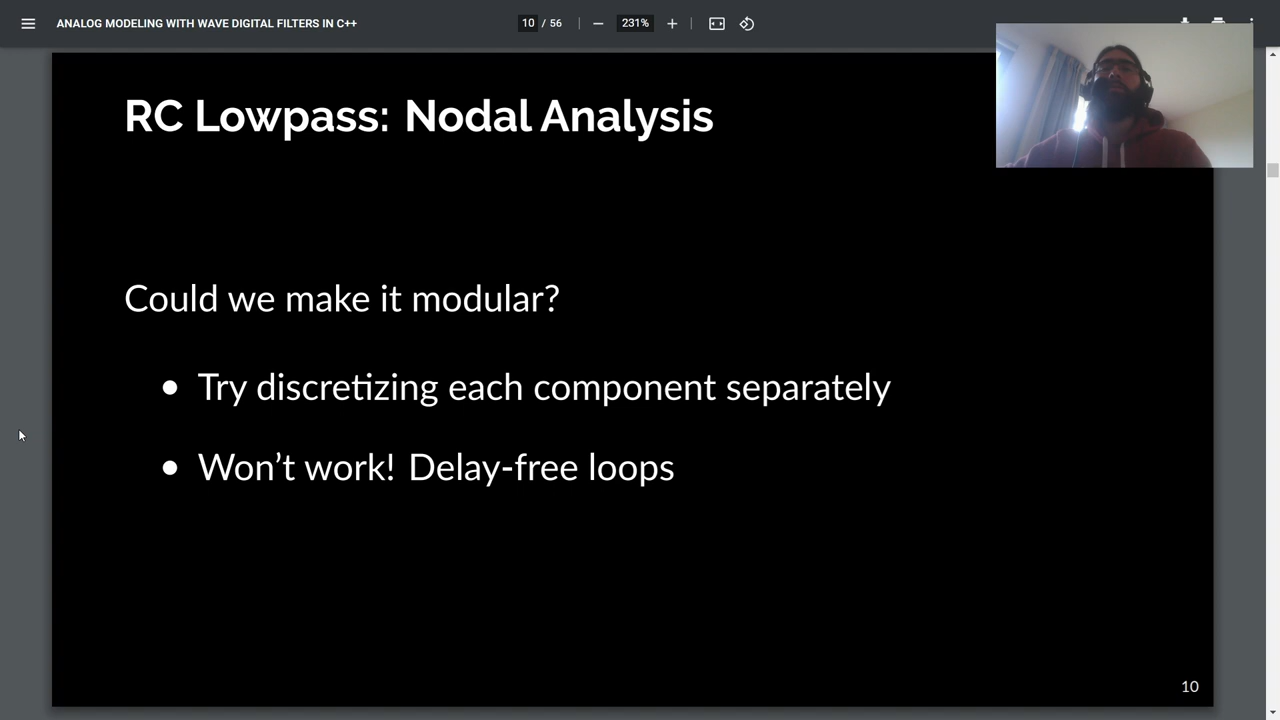 ANALOG MODELING WITH WAVE DIGITAL FILTERS IN C++
10 / 56
231%
RC Lowpass: Nodal Analysis
Could we make it modular?
• Try discretizing each component separately
• Won’t work! Delay-free loops
10